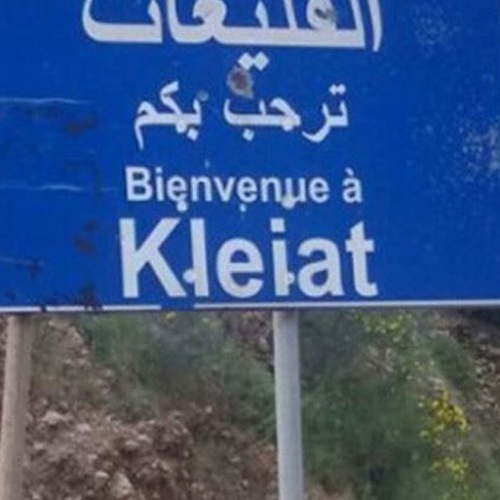 القليعات
ترحب بكم
Bienvenue à
Kleiat